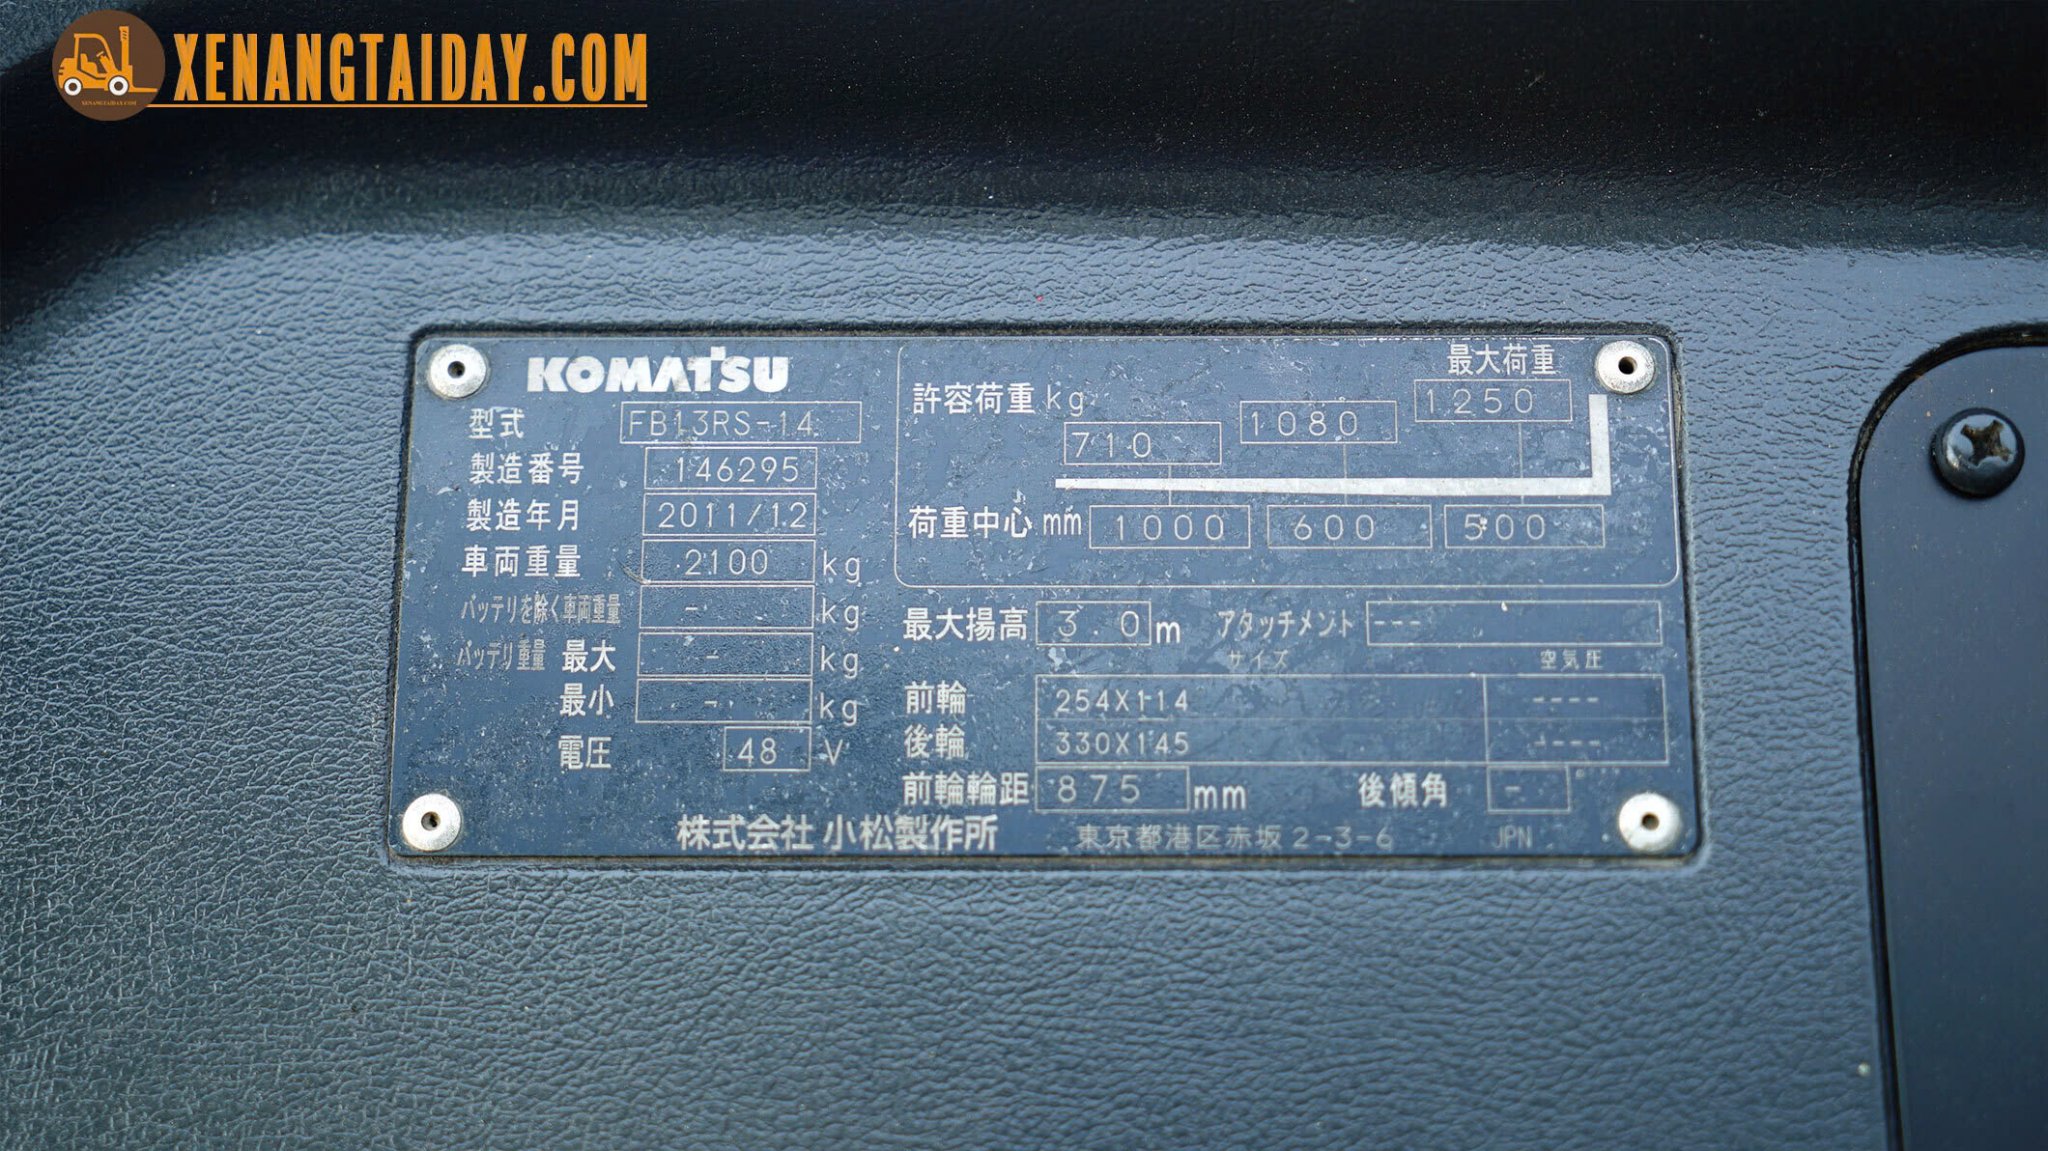 XENANGTAIDAY.COM
KOMATSU
型式 FB13RS-14
製造番号 146295
製造年月 2011/12
車両重量 2100 kg
バッテリを除く車両重量 - kg
バッテリ重量 最大 - kg
最小 - kg
電圧 48 V
最大荷重
許容荷重 kg 710 1080 1250
荷重中心 mm 1000 600 500
最大揚高 3.0 m アタッチメント ---
サイズ 空気圧
前輪 254X114 ----
後輪 330X145 ----
前輪輪距 875 mm 後傾角 -
株式会社 小松製作所 東京都港区赤坂2-3-6 JPN